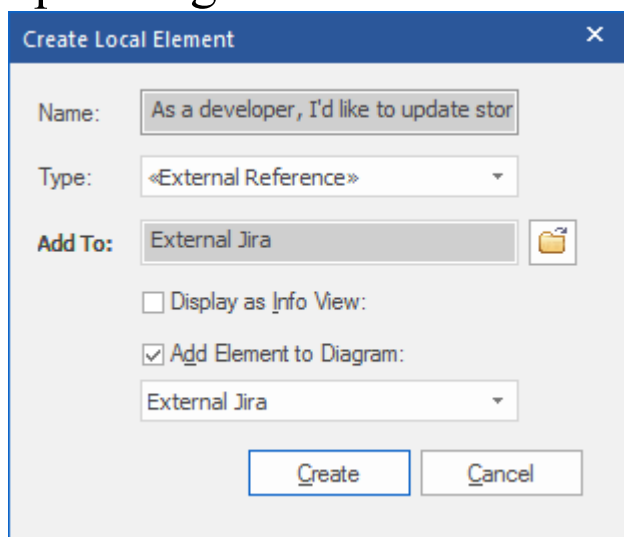 Create Local Element
Name: As a developer, I'd like to update stor
Type: «External Reference»
Add To: External Jira
Display as Info View:
Add Element to Diagram:
External Jira
Create Cancel